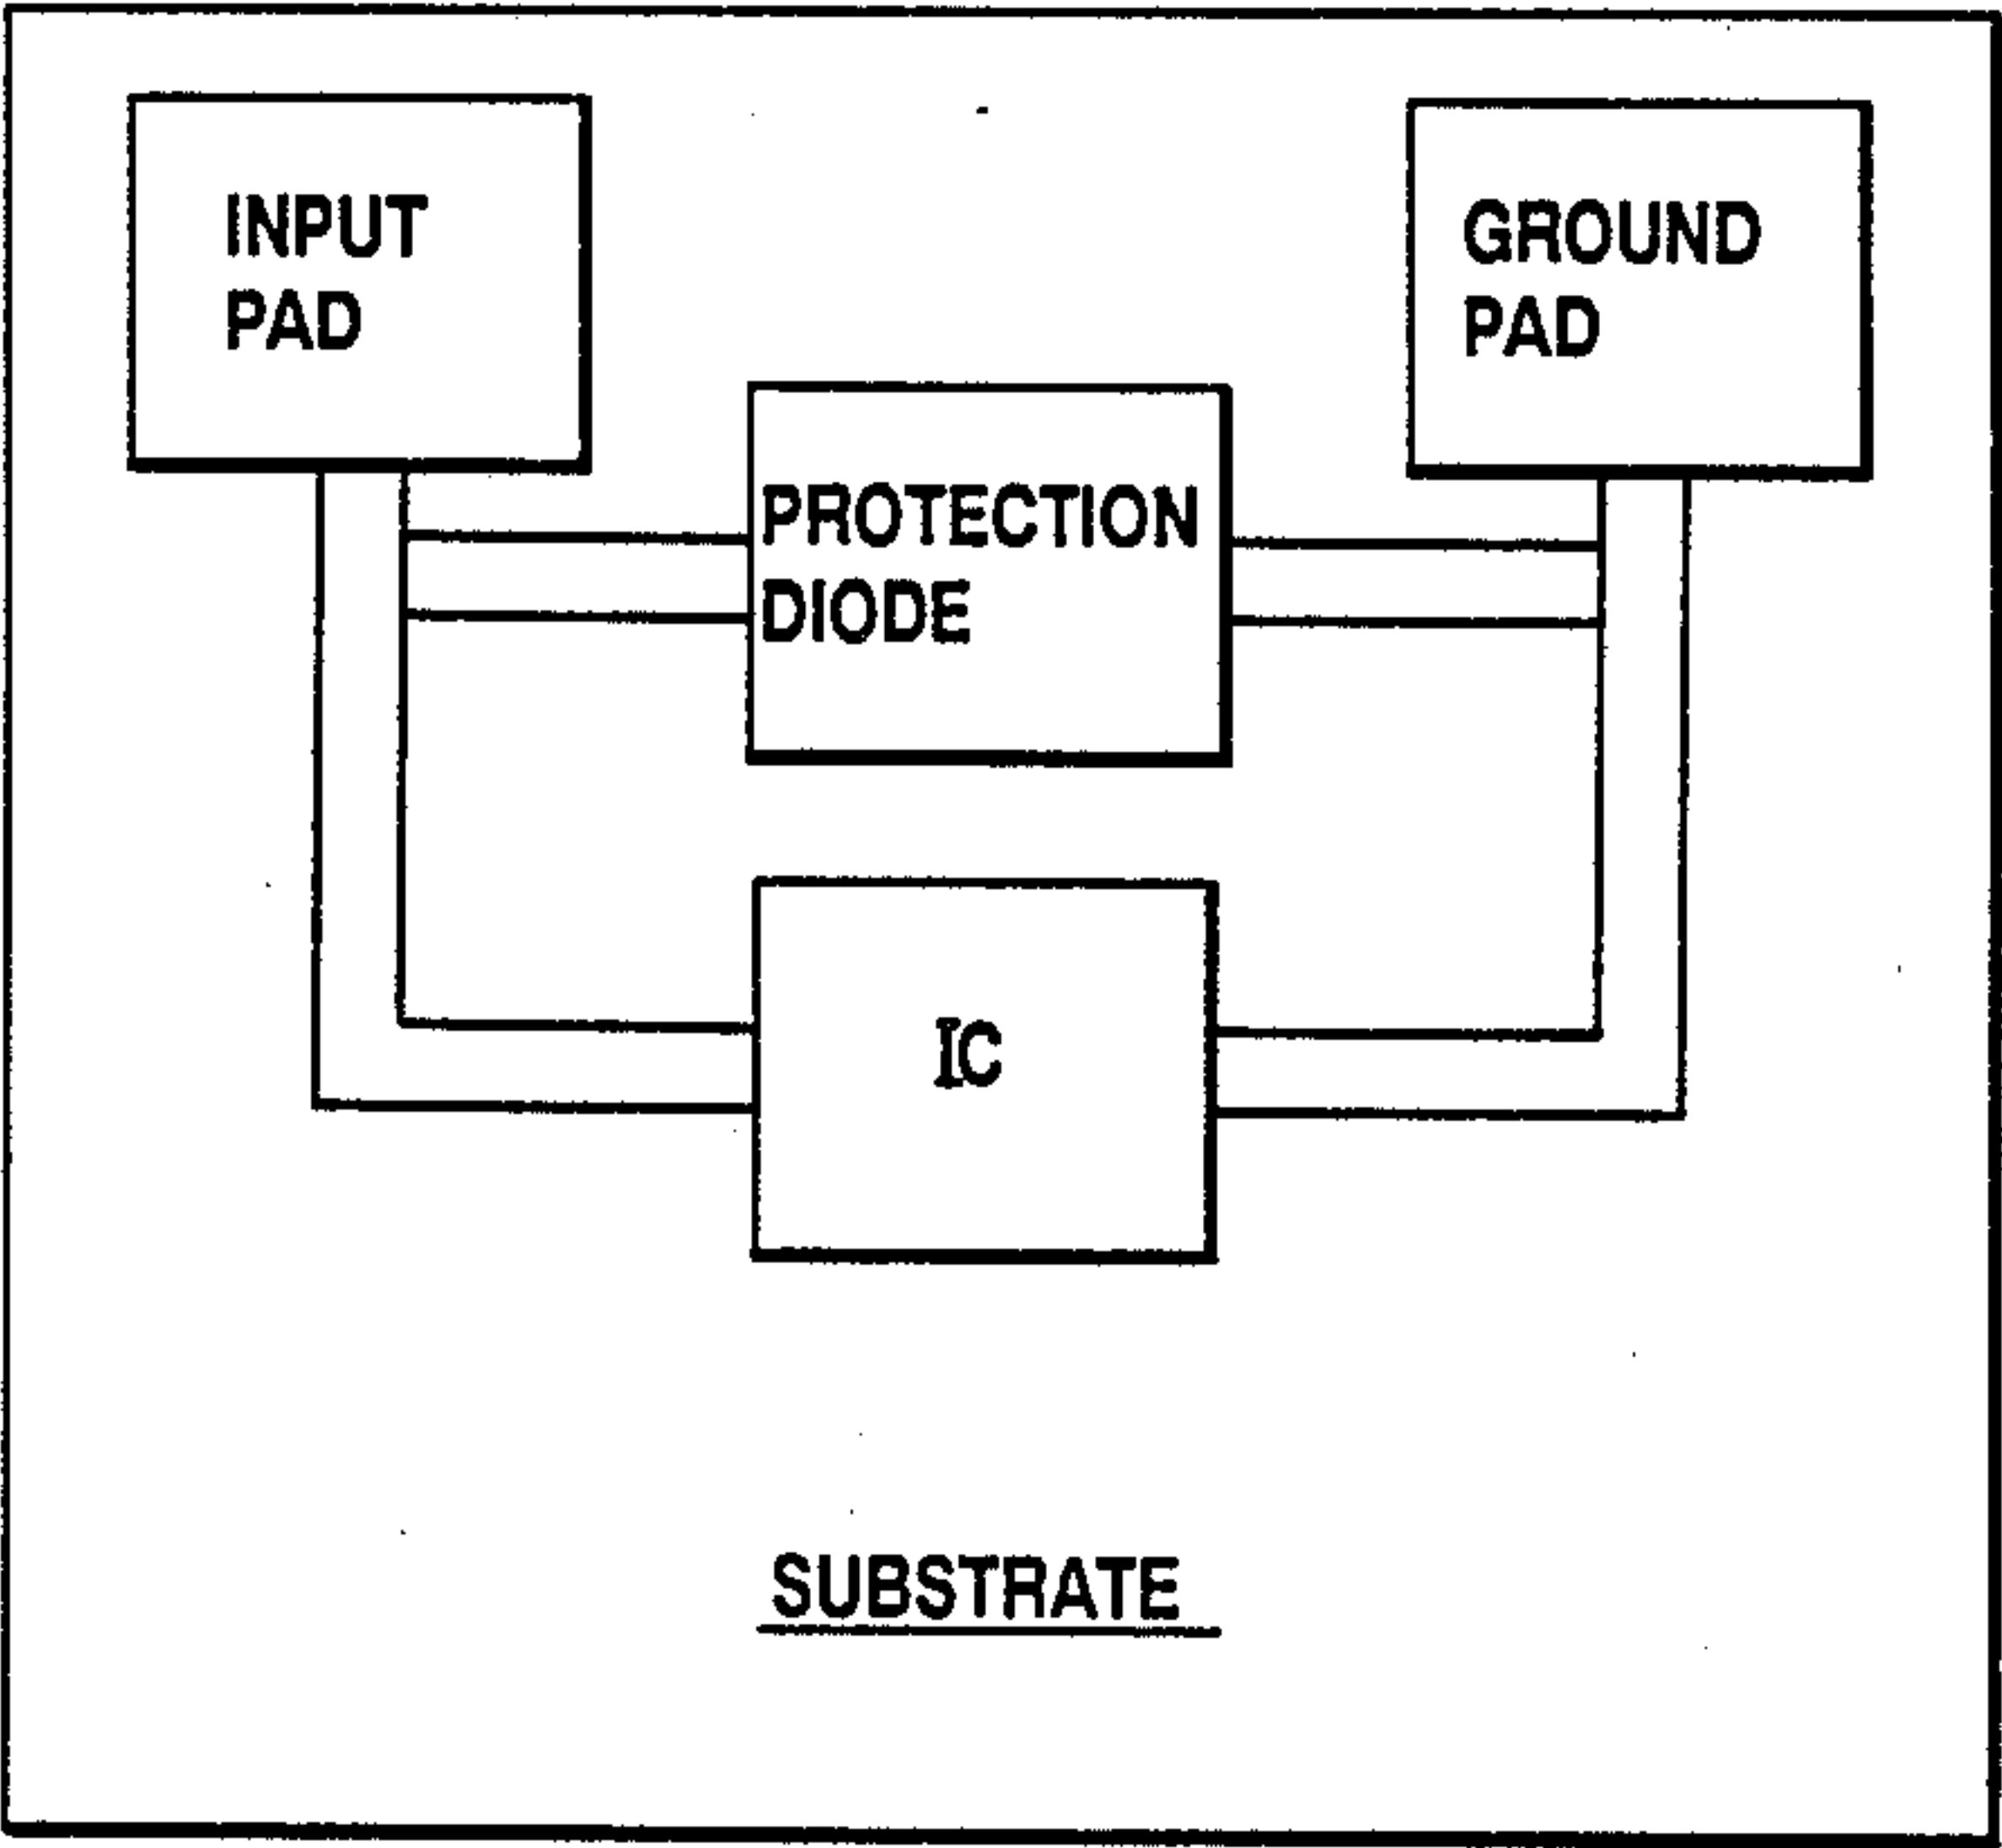 INPUT
PAD
GROUND
PAD
PROTECTION
DIODE
IC
SUBSTRATE